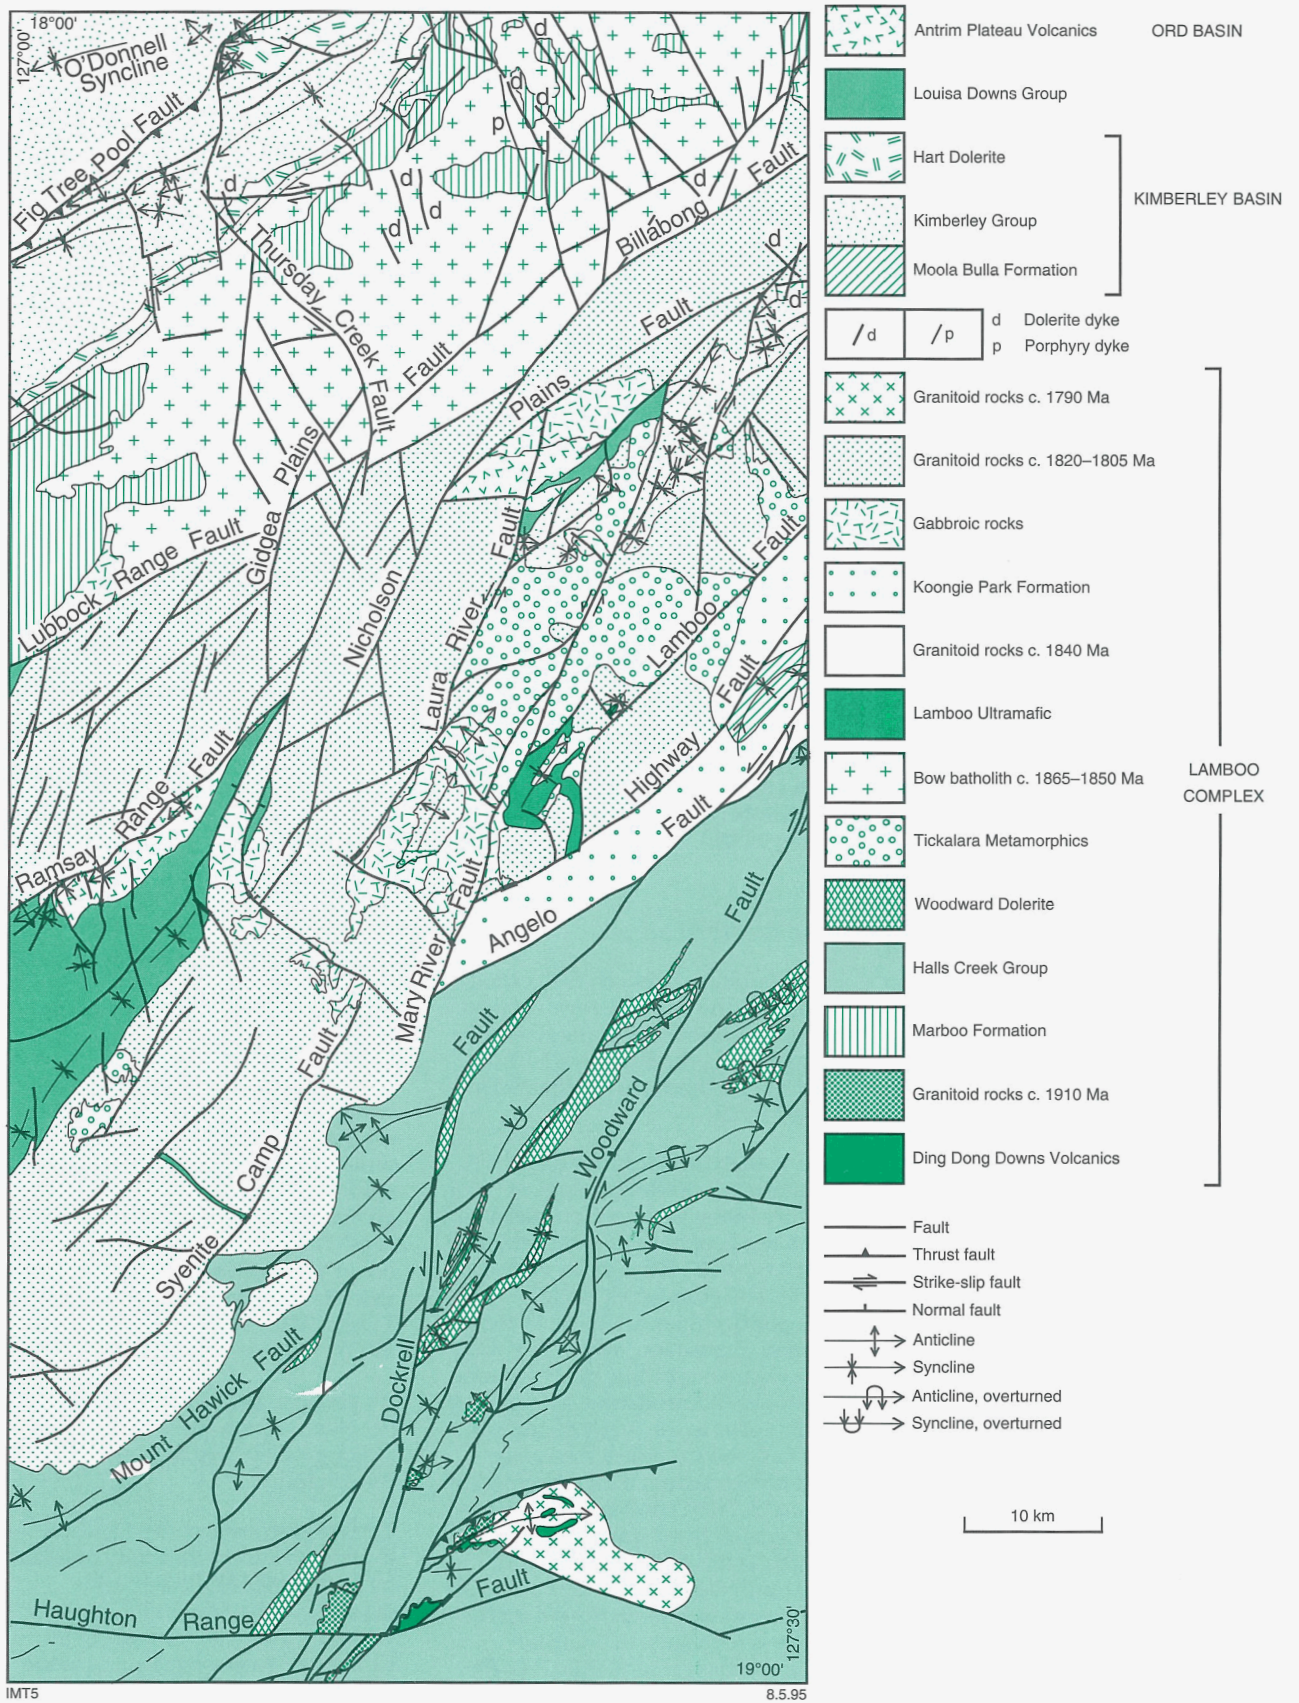 18°00'
127°00'
O'Donnell
Syncline
Fig Tree Pool Fault
d
d
d
p
d
d
d
d
d
Thursday Creek Fault
Billabong Fault
d
d
Gidgea Plains Fault
Nicholson Plains Fault
Lubbock Range Fault
Laura River Fault
Lamboo Fault
Highway Fault
Ramsay Range Fault
Angelo Fault
Mary River Fault
Syenite Camp Fault
Woodward Fault
Dockrell Fault
Mount Hawick Fault
Haughton Range Fault
127°30'
19°00'
IMT5
8.5.95
Antrim Plateau Volcanics
ORD BASIN
Louisa Downs Group
Hart Dolerite
Kimberley Group
Moola Bulla Formation
KIMBERLEY BASIN
d
p
d Dolerite dyke
p Porphyry dyke
Granitoid rocks c. 1790 Ma
Granitoid rocks c. 1820–1805 Ma
Gabbroic rocks
Koongie Park Formation
Granitoid rocks c. 1840 Ma
Lamboo Ultramafic
Bow batholith c. 1865–1850 Ma
Tickalara Metamorphics
Woodward Dolerite
Halls Creek Group
Marboo Formation
Granitoid rocks c. 1910 Ma
Ding Dong Downs Volcanics
LAMBOO
COMPLEX
Fault
Thrust fault
Strike-slip fault
Normal fault
Anticline
Syncline
Anticline, overturned
Syncline, overturned
10 km